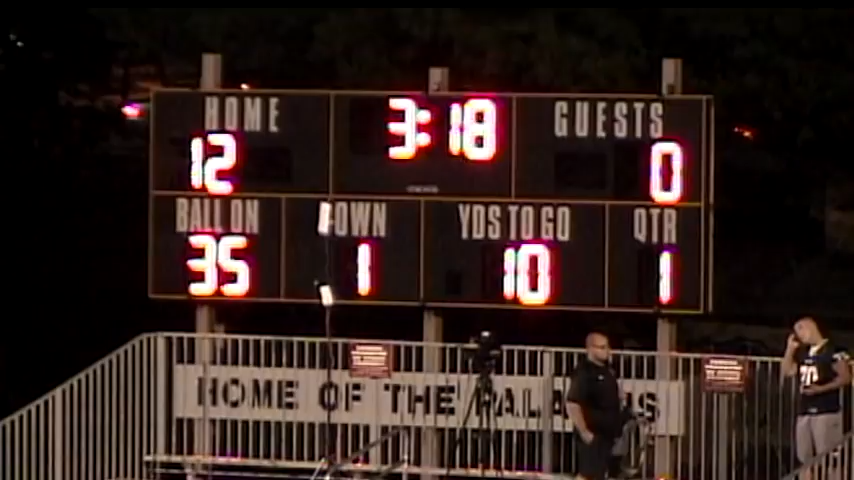 HOME 3:18 GUESTS
12 0
BALL ON DOWN YDS TO GO QTR
35 1 10 1
HOME OF THE